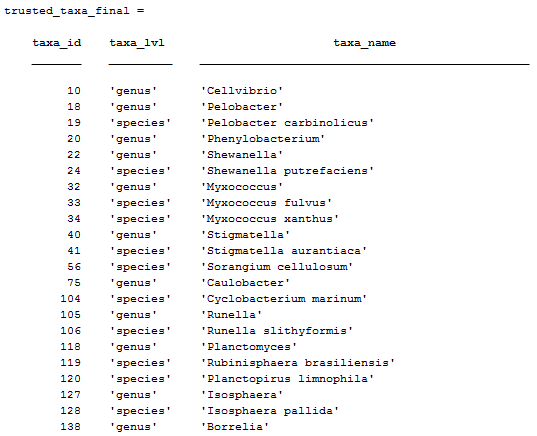 trusted_taxa_final =
taxa_id taxa_lvl taxa_name
10 'genus' 'Cellvibrio'
18 'genus' 'Pelobacter'
19 'species' 'Pelobacter carbinolicus'
20 'genus' 'Phenylobacterium'
22 'genus' 'Shewanella'
24 'species' 'Shewanella putrefaciens'
32 'genus' 'Myxococcus'
33 'species' 'Myxococcus fulvus'
34 'species' 'Myxococcus xanthus'
40 'genus' 'Stigmatella'
41 'species' 'Stigmatella aurantiaca'
56 'species' 'Sorangium cellulosum'
75 'genus' 'Caulobacter'
104 'species' 'Cyclobacterium marinum'
105 'genus' 'Runella'
106 'species' 'Runella slithyformis'
118 'genus' 'Planctomyces'
119 'species' 'Rubinisphaera brasiliensis'
120 'species' 'Planctopirus limnophila'
127 'genus' 'Isosphaera'
128 'species' 'Isosphaera pallida'
138 'genus' 'Borrelia'